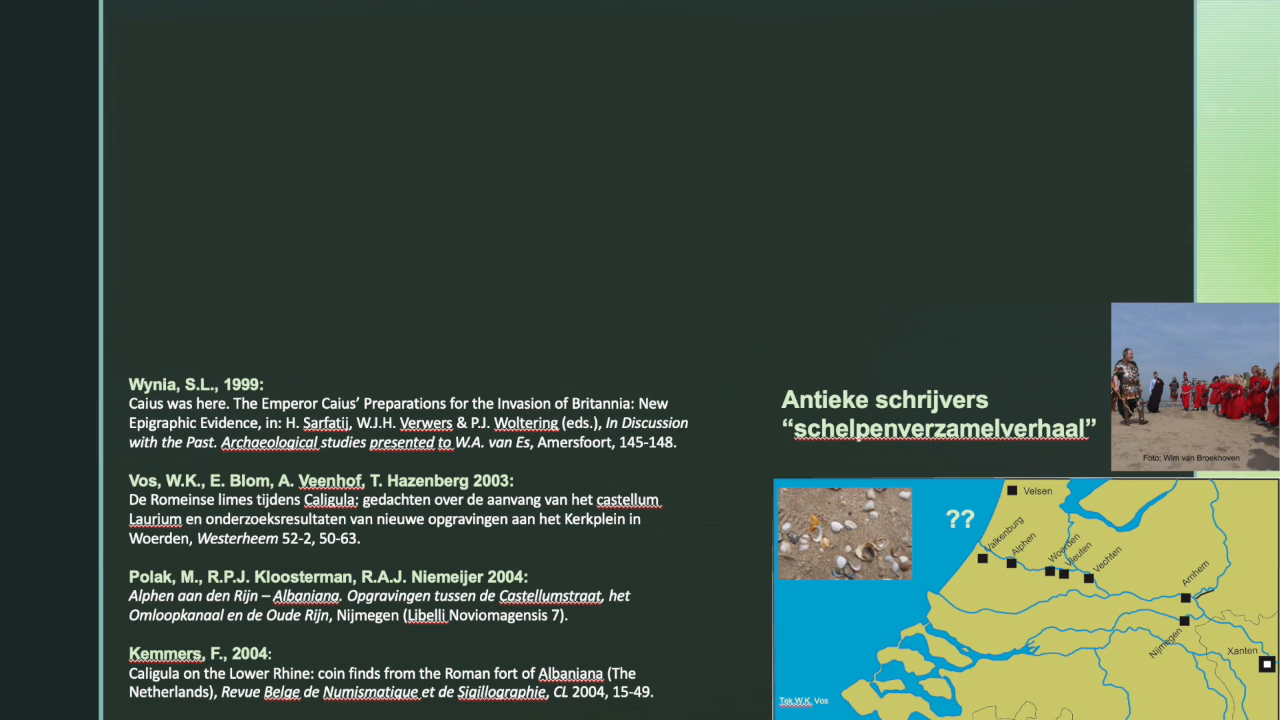 Wynia, S.L., 1999:
Caius was here. The Emperor Caius’ Preparations for the Invasion of Britannia: New
Epigraphic Evidence, in: H. Sarfatij, W.J.H. Verwers & P.J. Woltering (eds.), In Discussion
with the Past. Archaeological studies presented to W.A. van Es, Amersfoort, 145-148.
Vos, W.K., E. Blom, A. Veenhof, T. Hazenberg 2003:
De Romeinse limes tijdens Caligula; gedachten over de aanvang van het castellum
Laurium en onderzoeksresultaten van nieuwe opgravingen aan het Kerkplein in
Woerden, Westerheem 52-2, 50-63.
Polak, M., R.P.J. Kloosterman, R.A.J. Niemeijer 2004:
Alphen aan den Rijn – Albaniana. Opgravingen tussen de Castellumstraat, het
Omloopkanaal en de Oude Rijn, Nijmegen (Libelli Noviomagensis 7).
Kemmers, F., 2004:
Caligula on the Lower Rhine: coin finds from the Roman fort of Albaniana (The
Netherlands), Revue Belge de Numismatique et de Sigillographie, CL 2004, 15-49.
Antieke schrijvers
“schelpenverzamelverhaal”
Foto: Wim van Broekhoven
??
Velsen
Valkenburg
Alphen
Woerden
Vleuten
Vechten
Arnhem
Nijmegen
Xanten
Tek.W.K. Vos